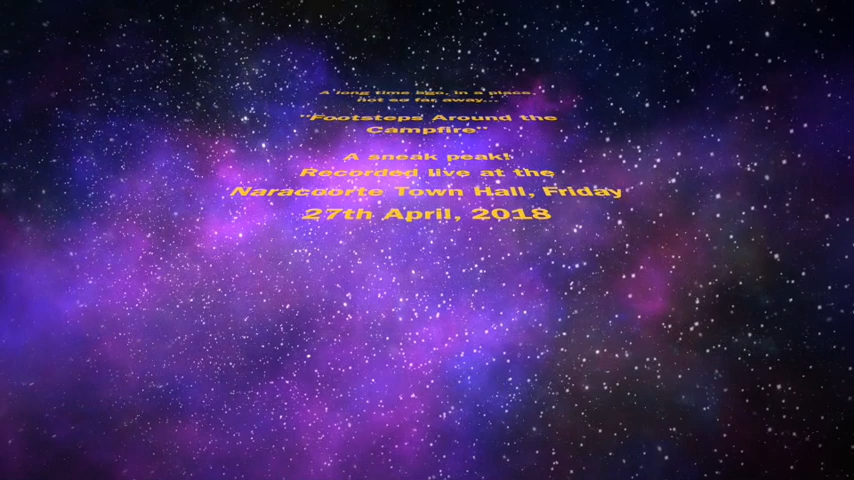 A long time ago, in a place,
not so far away...
"Footsteps Around the
Campfire"
A sneak peak!
Recorded live at the
Naracoorte Town Hall, Friday
27th April, 2018